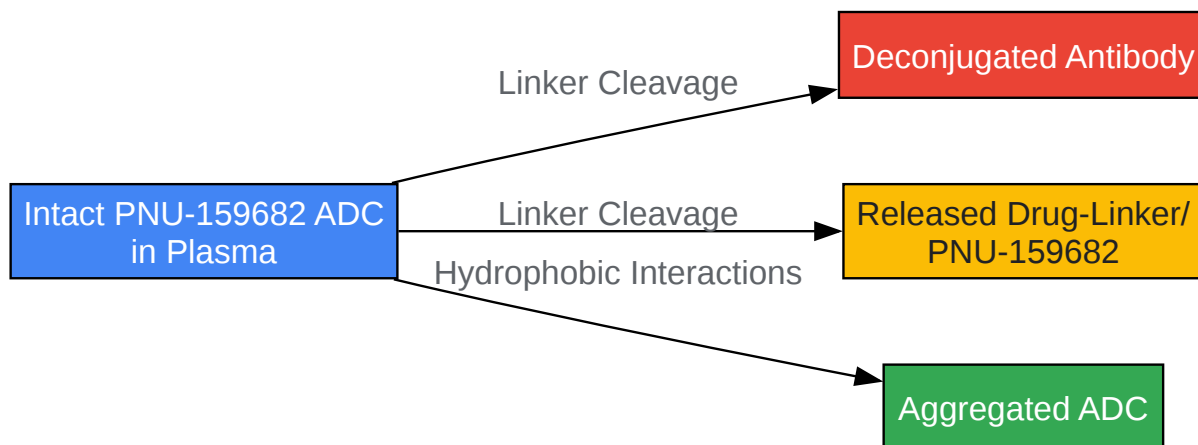 Linker Cleavage
Deconjugated Antibody
Intact PNU-159682 ADC
in Plasma
Linker Cleavage
Released Drug-Linker/
PNU-159682
Hydrophobic Interactions
Aggregated ADC